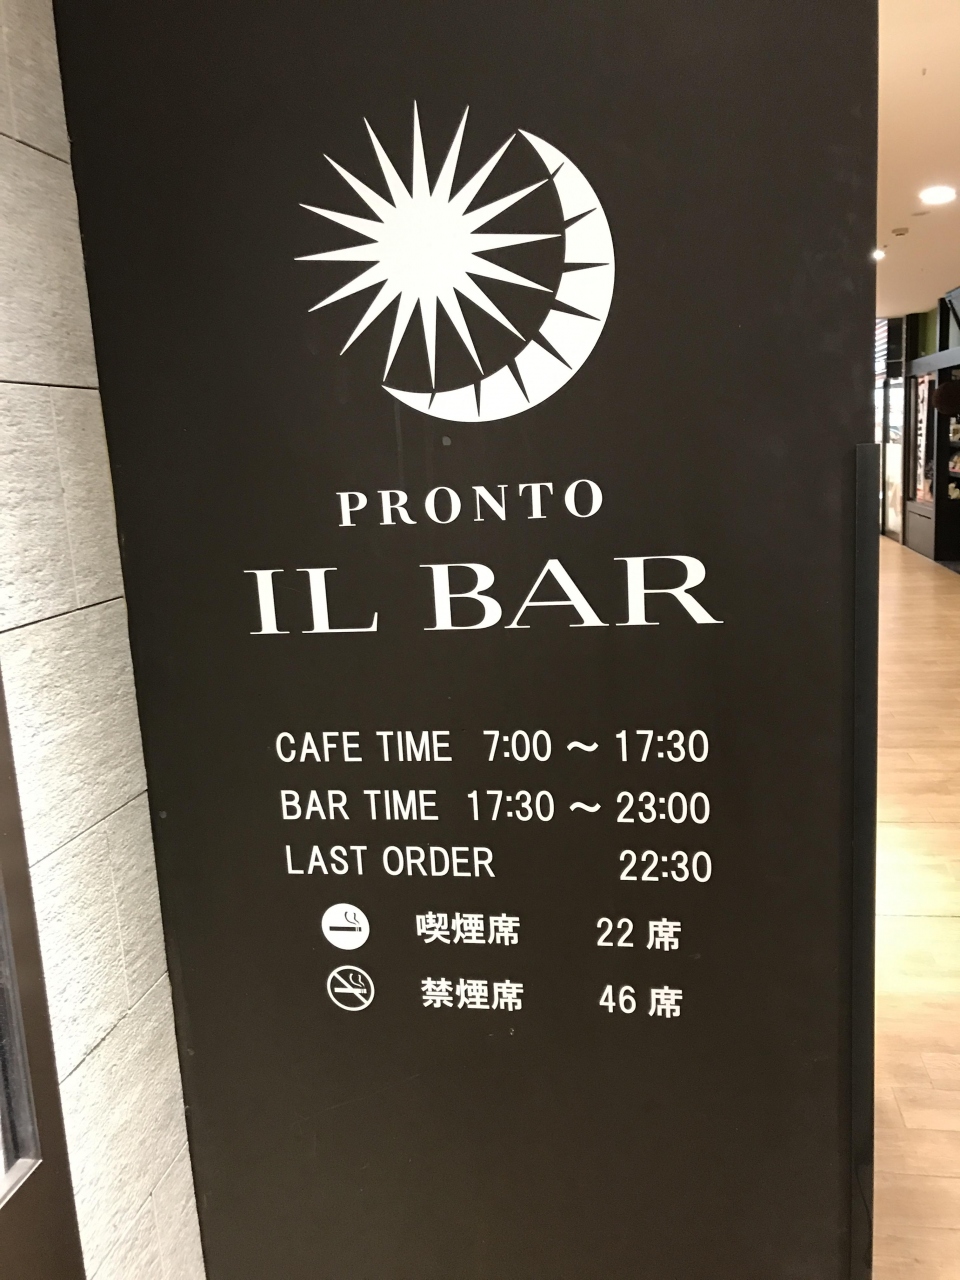 PRONTO
IL BAR
CAFE TIME 7:00 〜 17:30
BAR TIME 17:30 〜 23:00
LAST ORDER 22:30
喫煙席 22 席
禁煙席 46 席